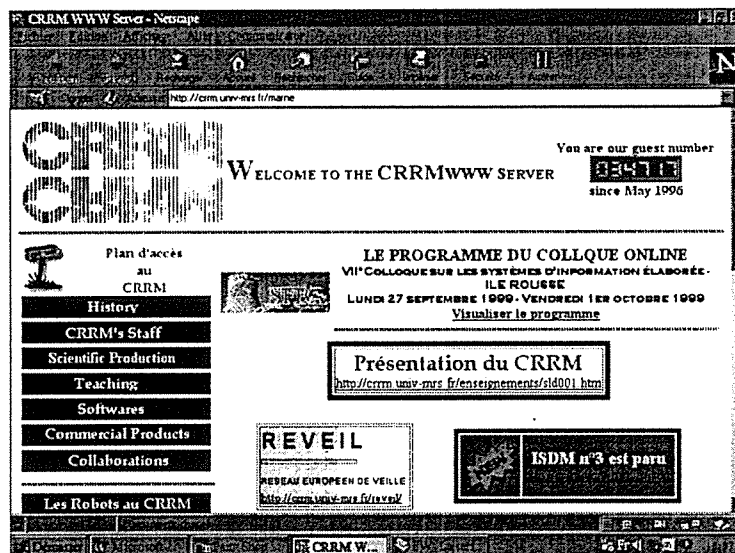 CRRM WWW Server - Netscape
http://crrm.univ-mrs.fr/marne
CRRM
CRRM
WELCOME TO THE CRRMWWW SERVER
You are our guest number
034717
since May 1996
Plan d'accès
au
CRRM
History
CRRM's Staff
Scientific Production
Teaching
Softwares
Commercial Products
Collaborations
Les Robots au CRRM
NEWS
LE PROGRAMME DU COLLQUE ONLINE
VII°COLLOQUE SUR LES SYSTÈMES D'INFORMATION ÉLABORÉE -
ILE ROUSSE
LUNDI 27 SEPTEMBRE 1999 - VENDREDI 1ER OCTOBRE 1999
Visualiser le programme
Présentation du CRRM
http://crrm.univ-mrs.fr/enseignements/sld001.htm
REVEIL
RESEAU EUROPEEN DE VEILLE
http://crrm.univ-mrs.fr/reveil/
ISDM n°3 est paru
Démarrer
CRRM W...